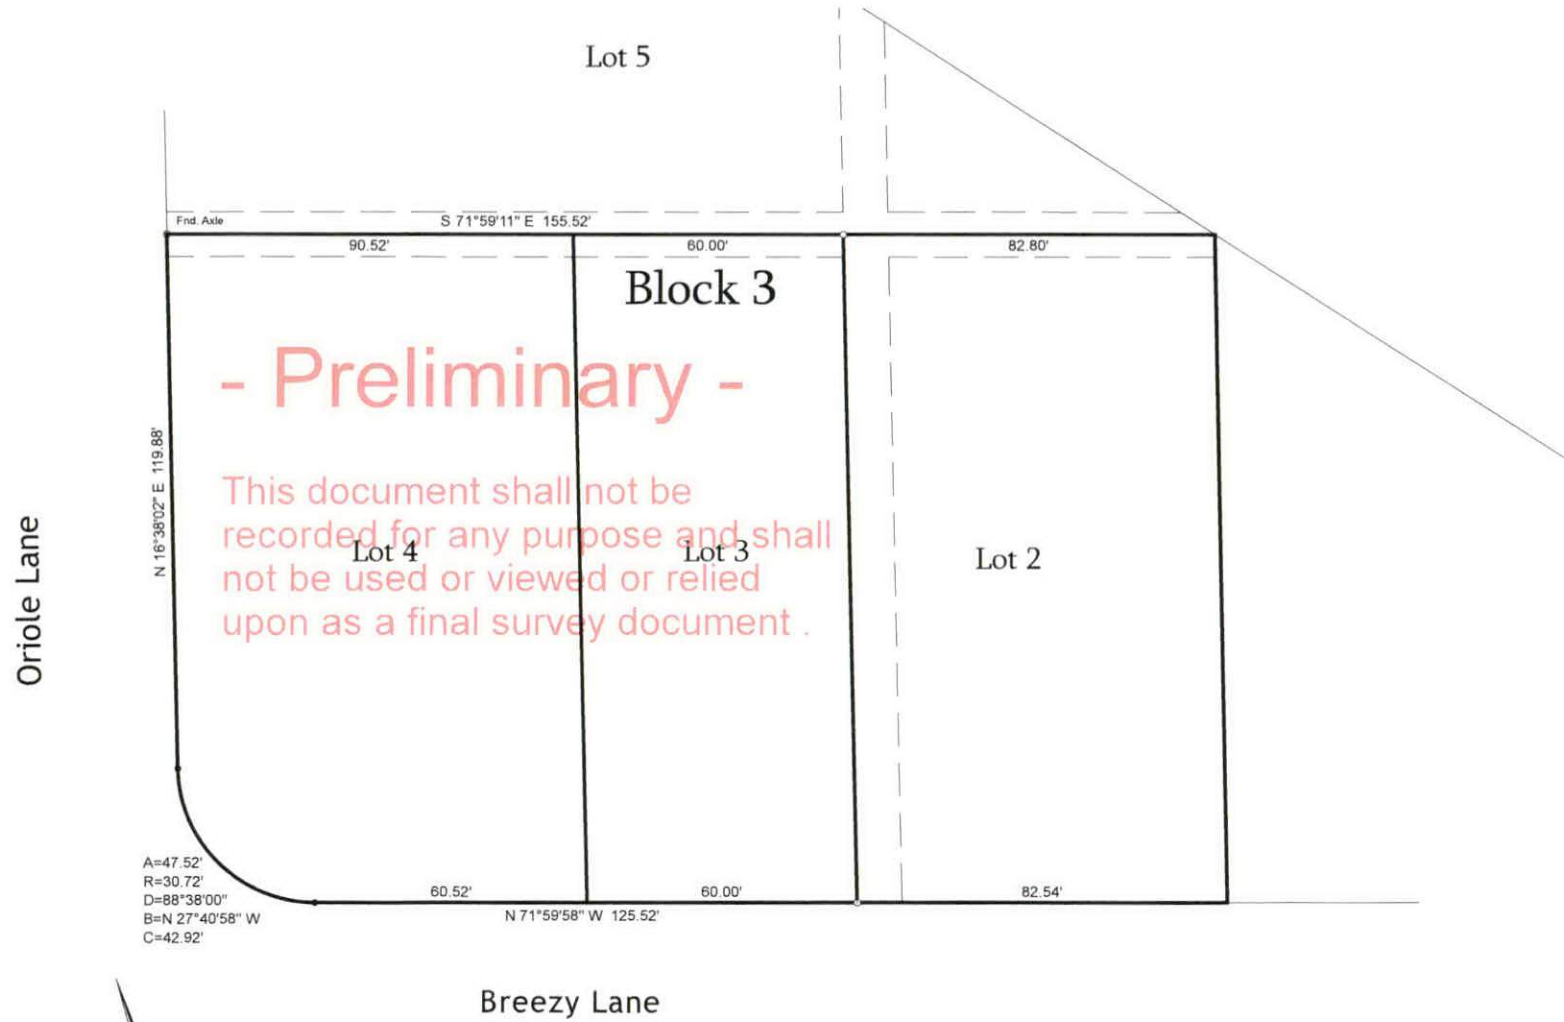 Lot 5
Fnd. Axle
S 71°59'11" E 155.52'
90.52'
60.00'
82.80'
Block 3
- Preliminary -
N 16°38'02" E 119.88'
This document shall not be
recorded for any purpose and shall
not be used or viewed or relied
upon as a final survey document .
Lot 4
Lot 3
Lot 2
Oriole Lane
A=47.52'
R=30.72'
D=88°38'00"
B=N 27°40'58" W
C=42.92'
60.52'
60.00'
82.54'
N 71°59'58" W 125.52'
Breezy Lane